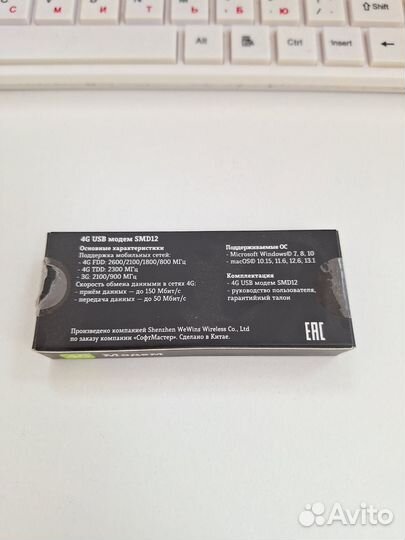 С М И Т Ь Б Ю Shift
Alt Ctrl Insert
4G USB модем SMD12
Основные характеристики
Поддержка мобильных сетей:
- 4G FDD: 2600/2100/1800/800 МГц
- 4G TDD: 2300 МГц
- 3G: 2100/900 МГц
Скорость обмена данными в сетях 4G:
- приём данных — до 150 Мбит/с
- передача данных — до 50 Мбит/с
Поддерживаемые ОС
- Microsoft Windows© 7, 8, 10
- macOS© 10.15, 11.6, 12.6, 13.1
Комплектация
- 4G USB модем SMD12
- руководство пользователя,
гарантийный талон
Произведено компанией Shenzhen WeWins Wireless Co., Ltd
по заказу компании «СофтМастер». Сделано в Китае.
EAC
4G Модем
Avito